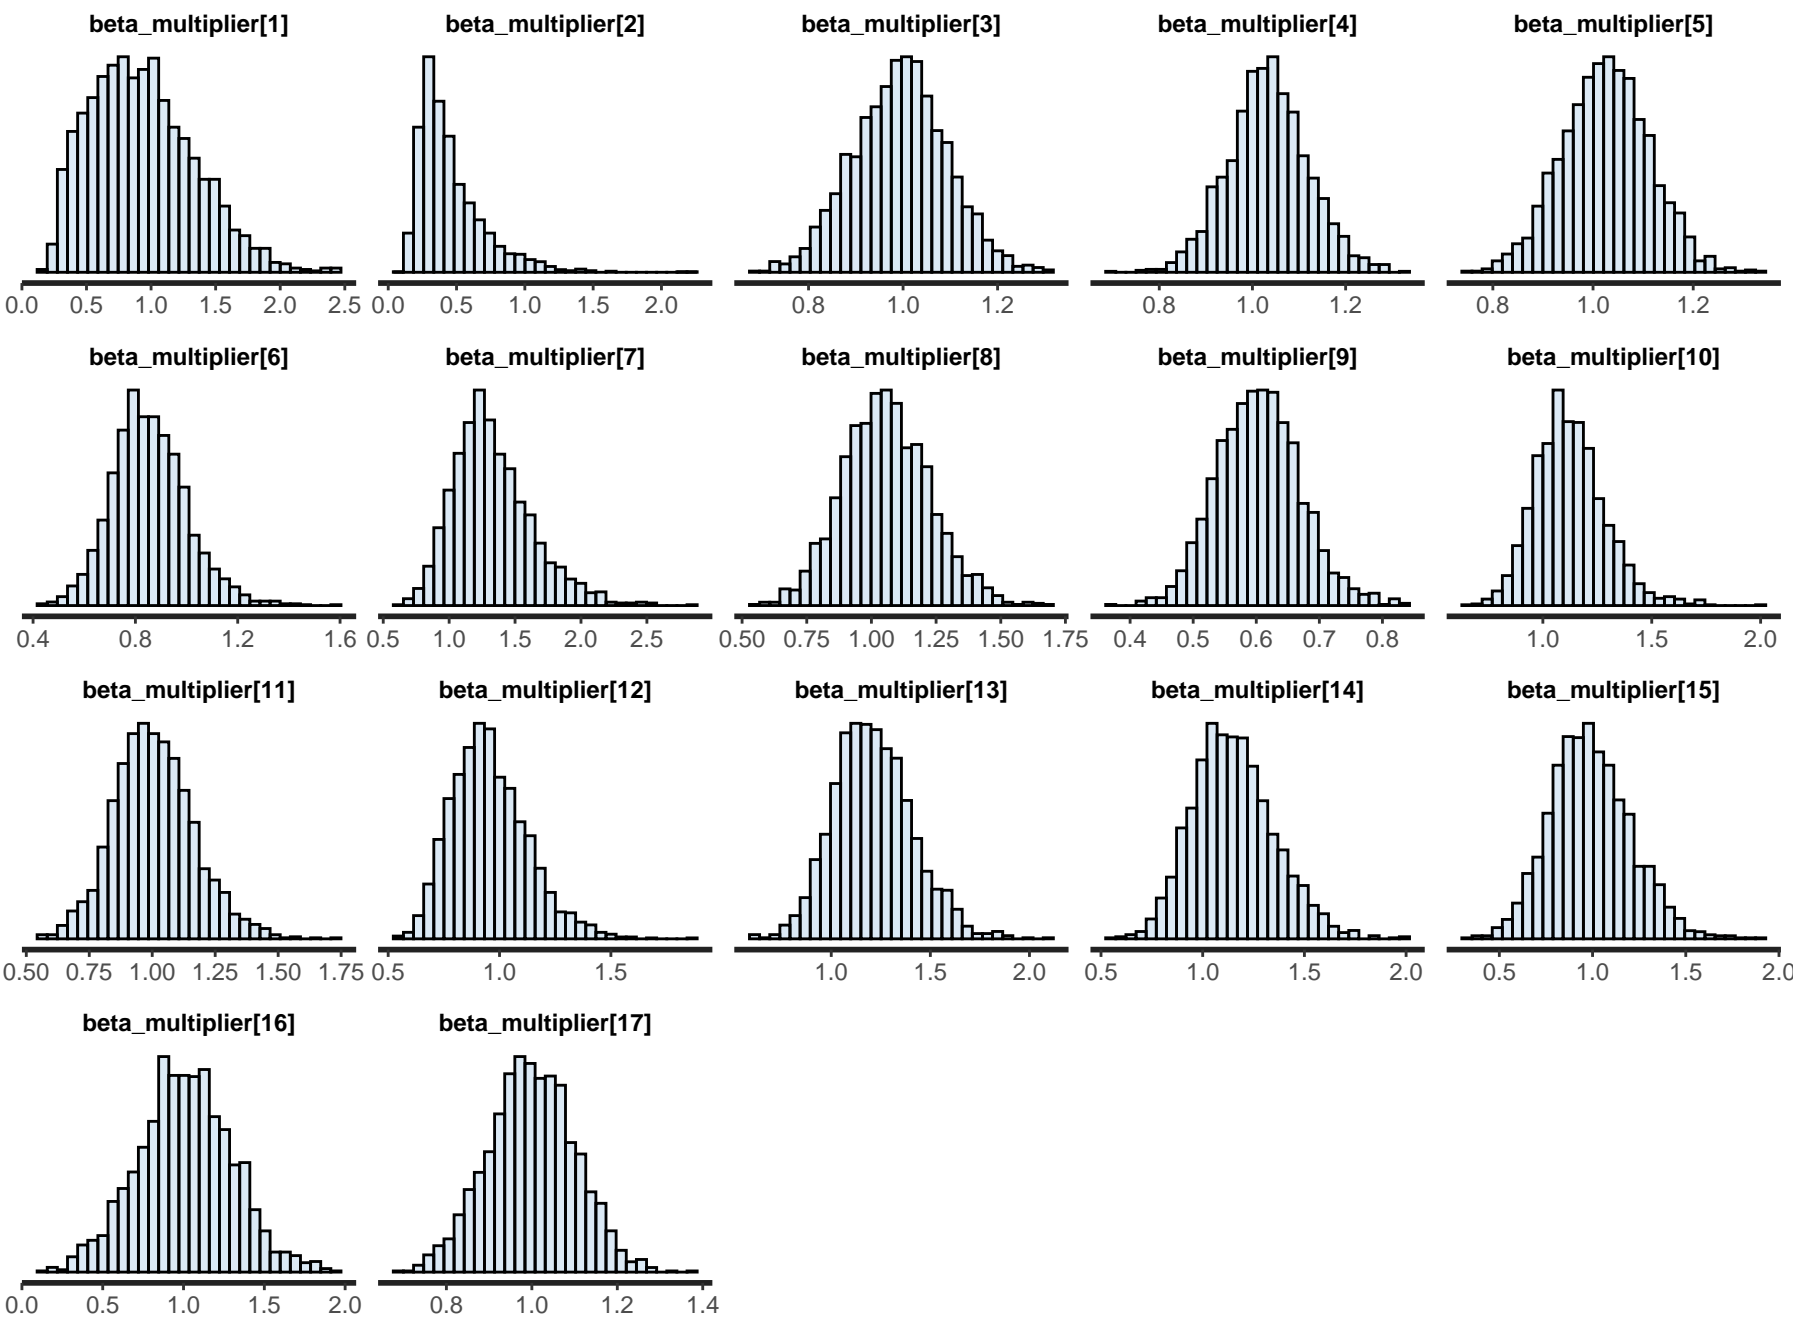 beta_multiplier[1] beta_multiplier[2] beta_multiplier[3] beta_multiplier[4] beta_multiplier[5]
0.0 0.5 1.0 1.5 2.0 2.5 0.0 0.5 1.0 1.5 2.0 0.8 1.0 1.2 0.8 1.0 1.2 0.8 1.0 1.2
beta_multiplier[6] beta_multiplier[7] beta_multiplier[8] beta_multiplier[9] beta_multiplier[10]
0.4 0.8 1.2 1.6 0.5 1.0 1.5 2.0 2.5 0.50 0.75 1.00 1.25 1.50 1.75 0.4 0.5 0.6 0.7 0.8 1.0 1.5 2.0
beta_multiplier[11] beta_multiplier[12] beta_multiplier[13] beta_multiplier[14] beta_multiplier[15]
0.50 0.75 1.00 1.25 1.50 1.75 0.5 1.0 1.5 1.0 1.5 2.0 0.5 1.0 1.5 2.0 0.5 1.0 1.5 2.0
beta_multiplier[16] beta_multiplier[17]
0.0 0.5 1.0 1.5 2.0 0.8 1.0 1.2 1.4